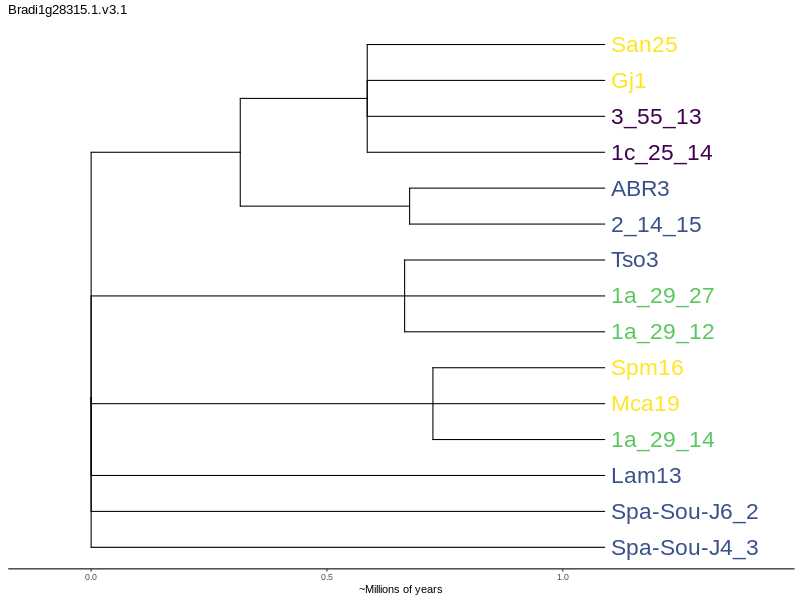 Bradi1g28315.1.v3.1
San25
Gj1
3_55_13
1c_25_14
ABR3
2_14_15
Tso3
1a_29_27
1a_29_12
Spm16
Mca19
1a_29_14
Lam13
Spa-Sou-J6_2
Spa-Sou-J4_3
0.0 0.5 1.0
~Millions of years